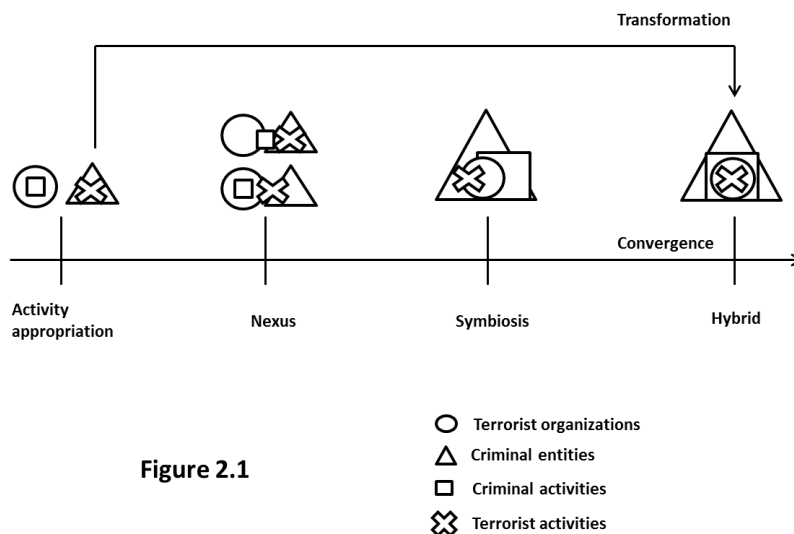 Transformation
Convergence
Activity
appropriation
Nexus
Symbiosis
Hybrid
Figure 2.1
Terrorist organizations
Criminal entities
Criminal activities
Terrorist activities